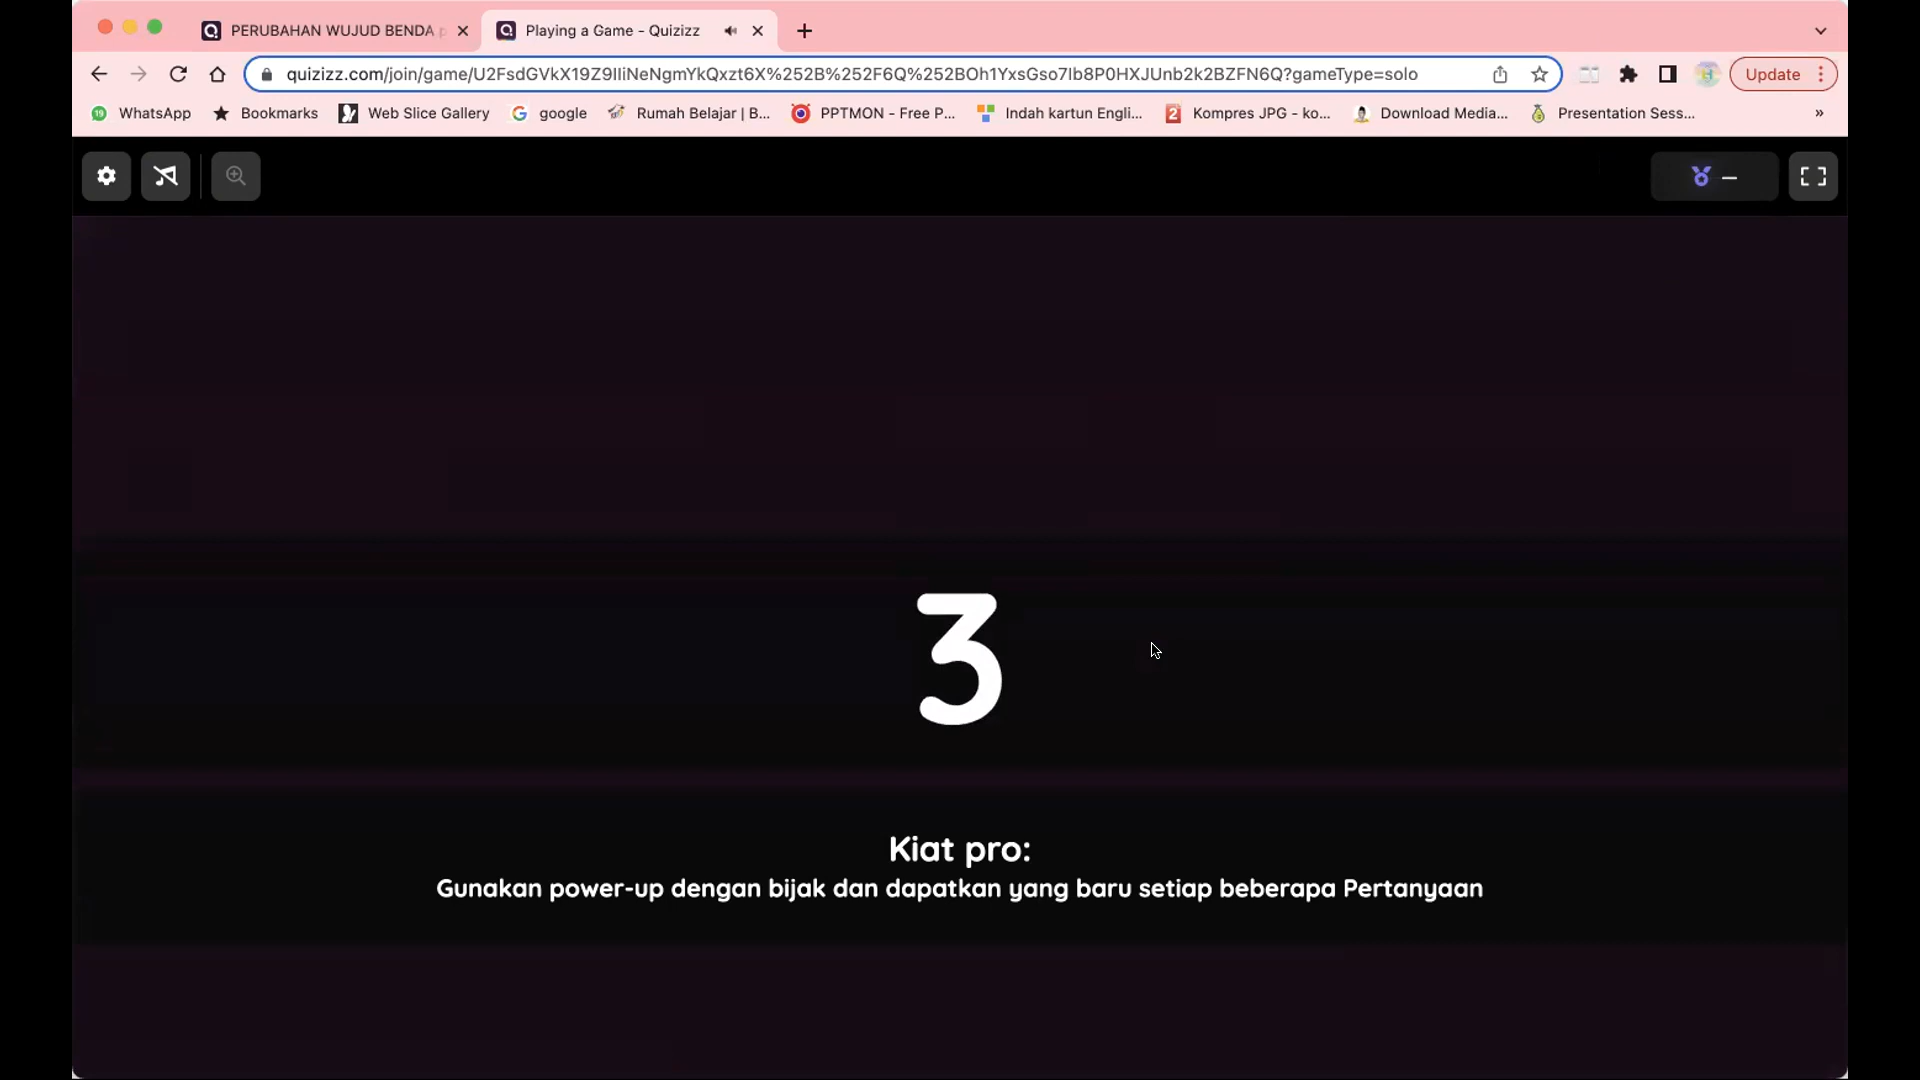 PERUBAHAN WUJUD BENDA
Playing a Game - Quizizz
quizizz.com/join/game/U2FsdGVkX19Z9IIiNeNgmYkQxzt6X%252B%252F6Q%252BOh1YxsGso7Ib8P0HXJUnb2k2BZFN6Q?gameType=solo
Update
WhatsApp
Bookmarks
Web Slice Gallery
google
Rumah Belajar | B...
PPTMON - Free P...
Indah kartun Engli...
Kompres JPG - ko...
Download Media...
Presentation Sess...
»
–
3
Kiat pro:
Gunakan power-up dengan bijak dan dapatkan yang baru setiap beberapa Pertanyaan